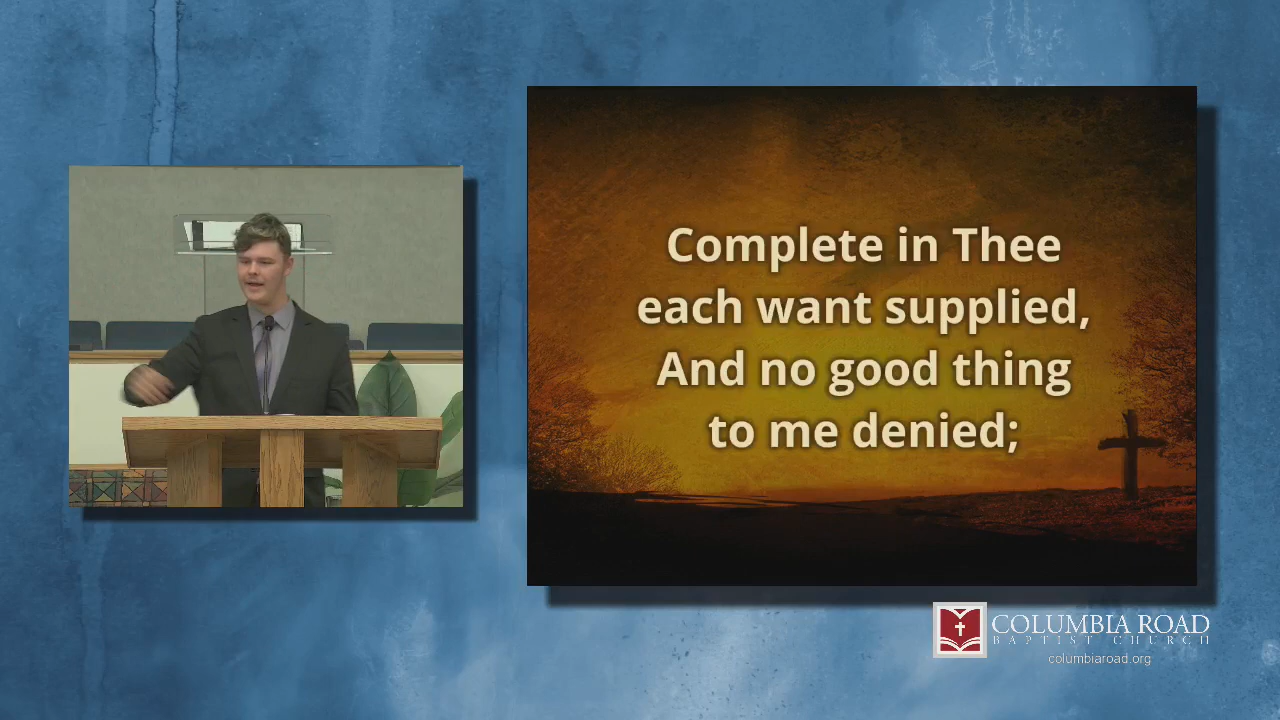 Complete in Thee
each want supplied,
And no good thing
to me denied;
COLUMBIA ROAD
BAPTIST CHURCH
columbiaroad.org